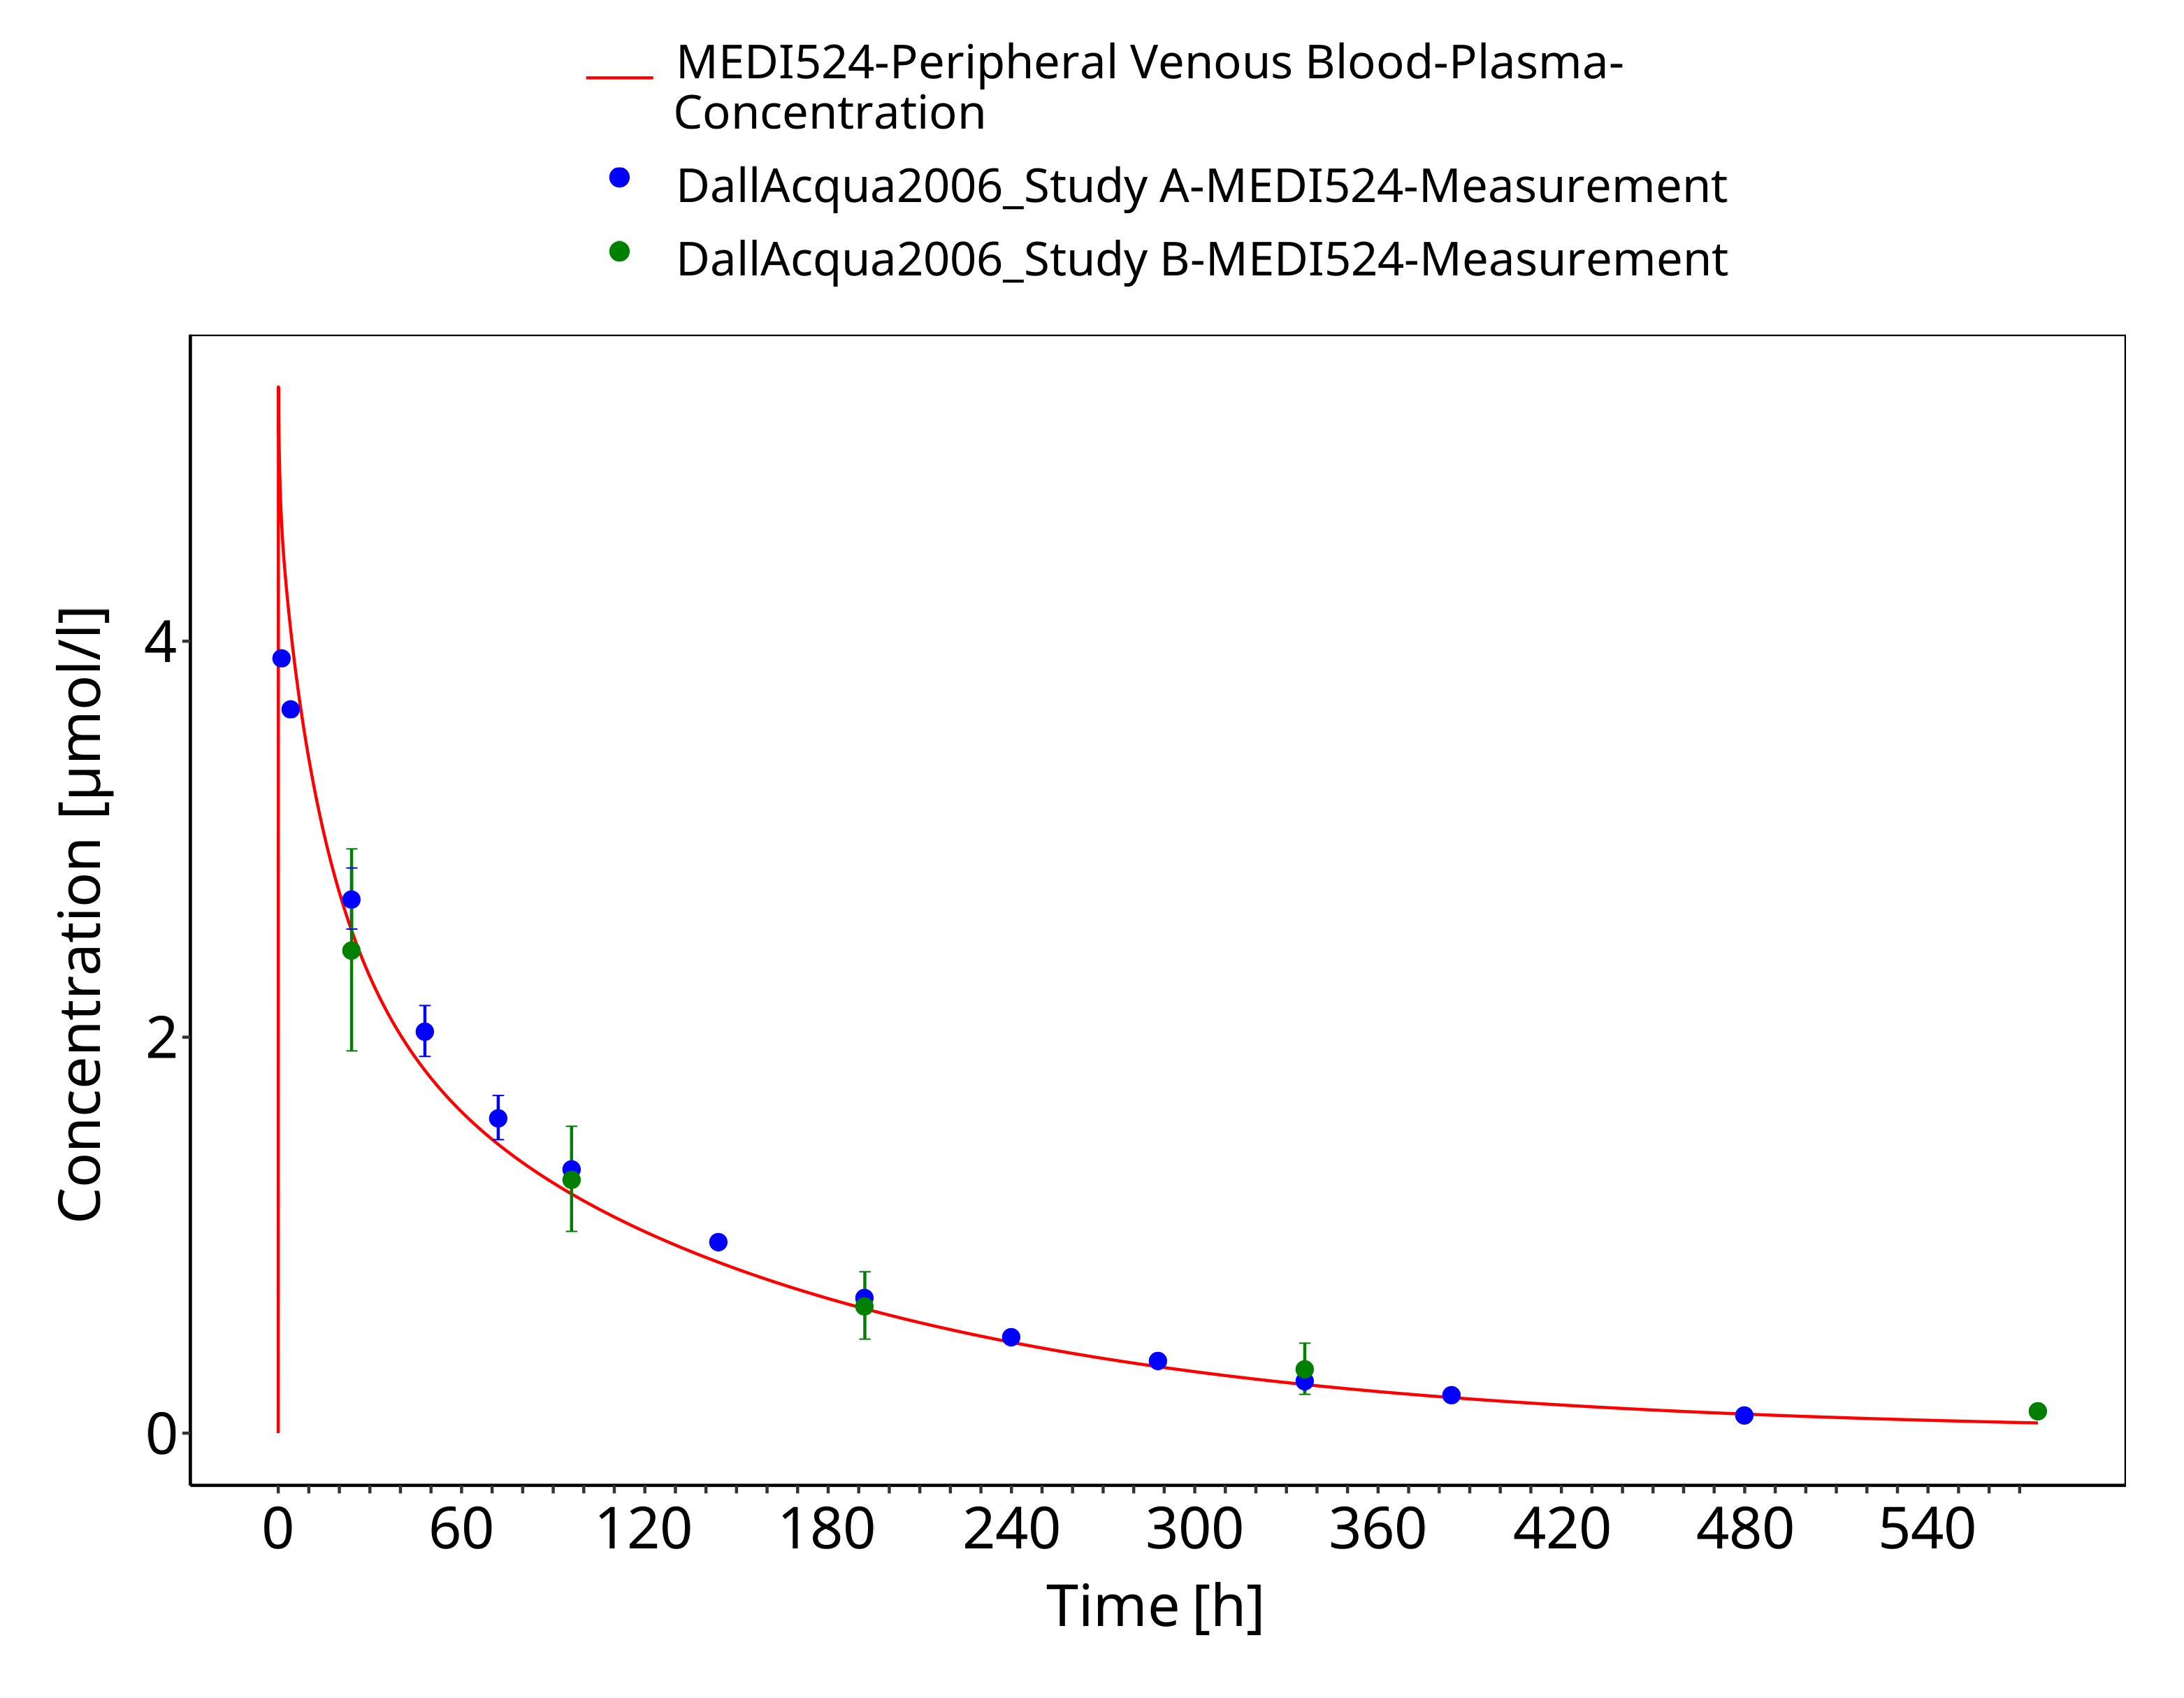 MEDI524-Peripheral Venous Blood-Plasma-
Concentration
DallAcqua2006_Study A-MEDI524-Measurement
DallAcqua2006_Study B-MEDI524-Measurement
Concentration [µmol/l]
4
2
0
0 60 120 180 240 300 360 420 480 540
Time [h]